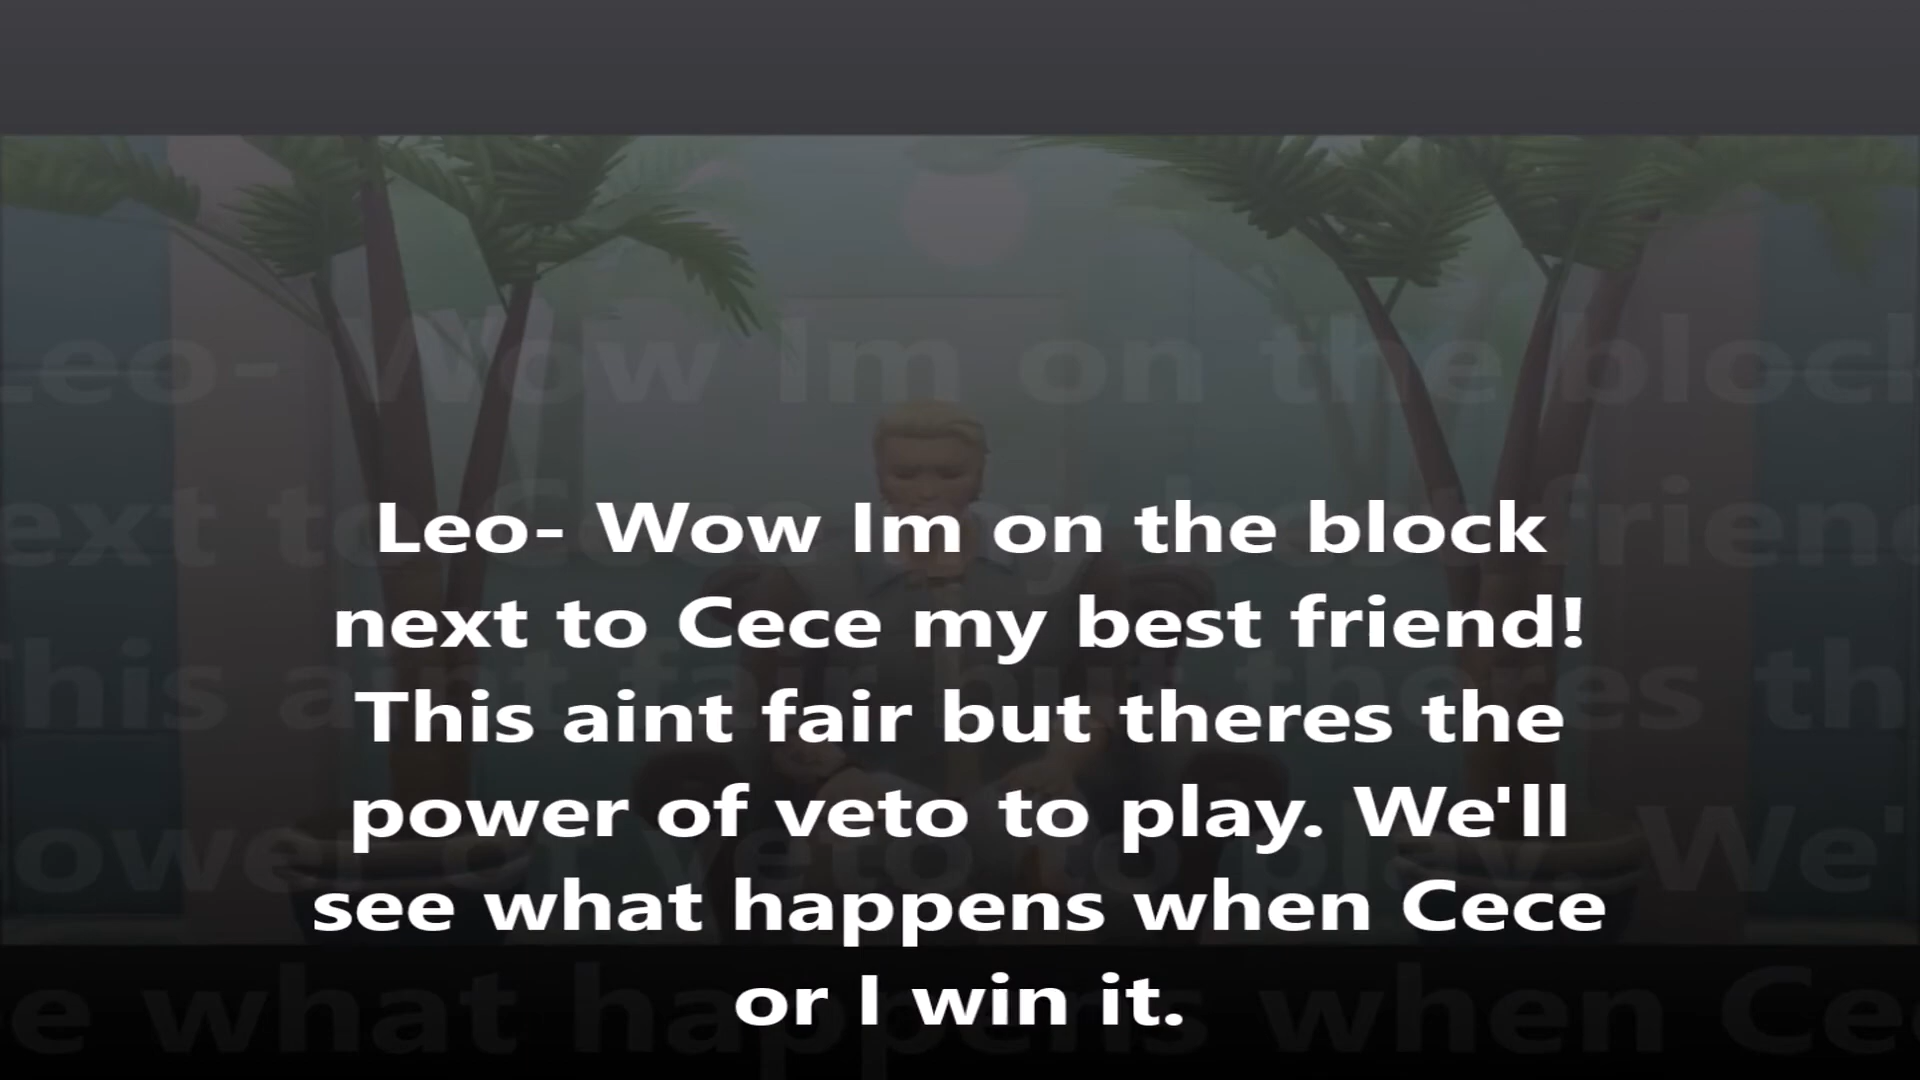 Leo- Wow Im on the block
next to Cece my best friend!
This aint fair but theres the
power of veto to play. We'll
see what happens when Cece
or I win it.